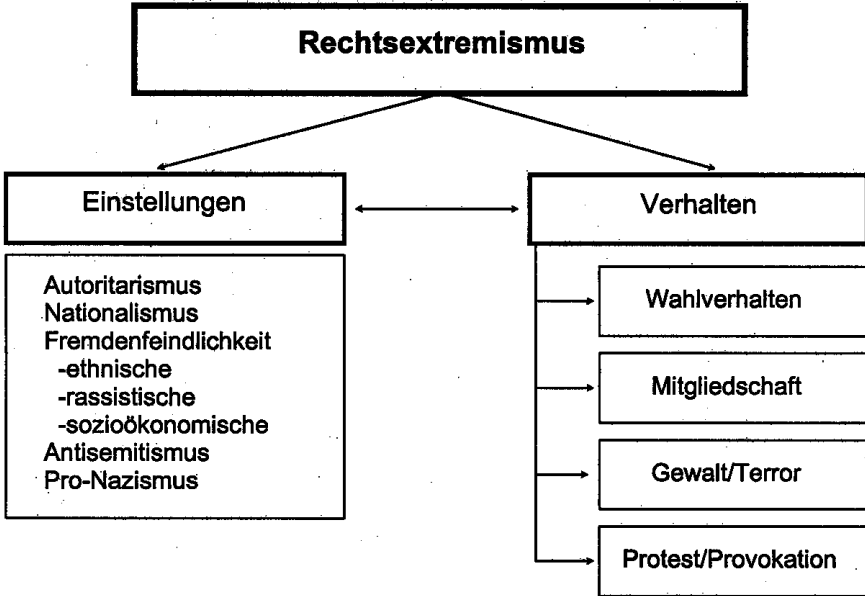 Rechtsextremismus
Einstellungen
Autoritarismus
Nationalismus
Fremdenfeindlichkeit
-ethnische
-rassistische
-sozioökonomische
Antisemitismus
Pro-Nazismus
Verhalten
Wahlverhalten
Mitgliedschaft
Gewalt/Terror
Protest/Provokation